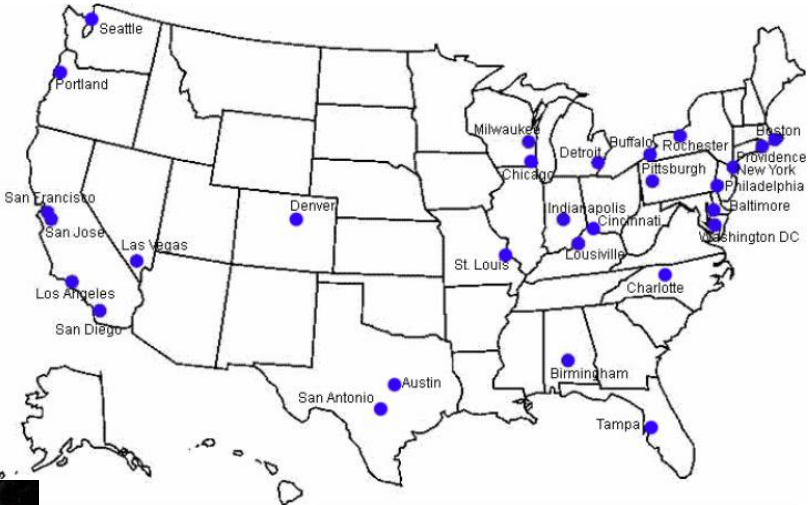 Seattle
Portland
Boston
Milwaukee
Buffalo
Rochester
Detroit
Providence
Chicago
Pittsburgh
New York
Philadelphia
San Francisco
Denver
Indianapolis
Baltimore
San Jose
Cincinnati
Las Vegas
Washington DC
Lousiville
St. Louis
Los Angeles
Charlotte
San Diego
Birmingham
Austin
San Antonio
Tampa